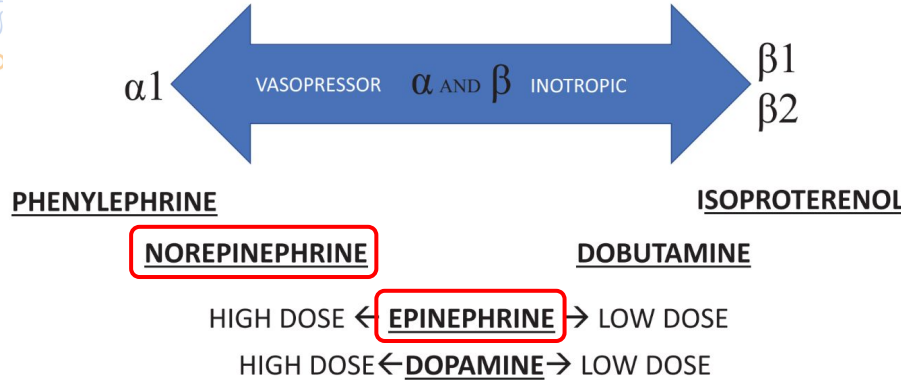 α1
VASOPRESSOR α AND β INOTROPIC
β1
β2
PHENYLEPHRINE
ISOPROTERENOL
NOREPINEPHRINE
DOBUTAMINE
HIGH DOSE ← EPINEPHRINE → LOW DOSE
HIGH DOSE←DOPAMINE→ LOW DOSE